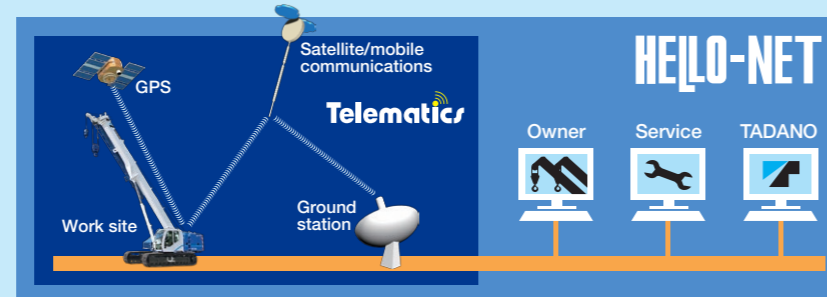 HELLO-NET
Satellite/mobile
communications
GPS
Telematics
Owner
Service
TADANO
Work site
Ground
station